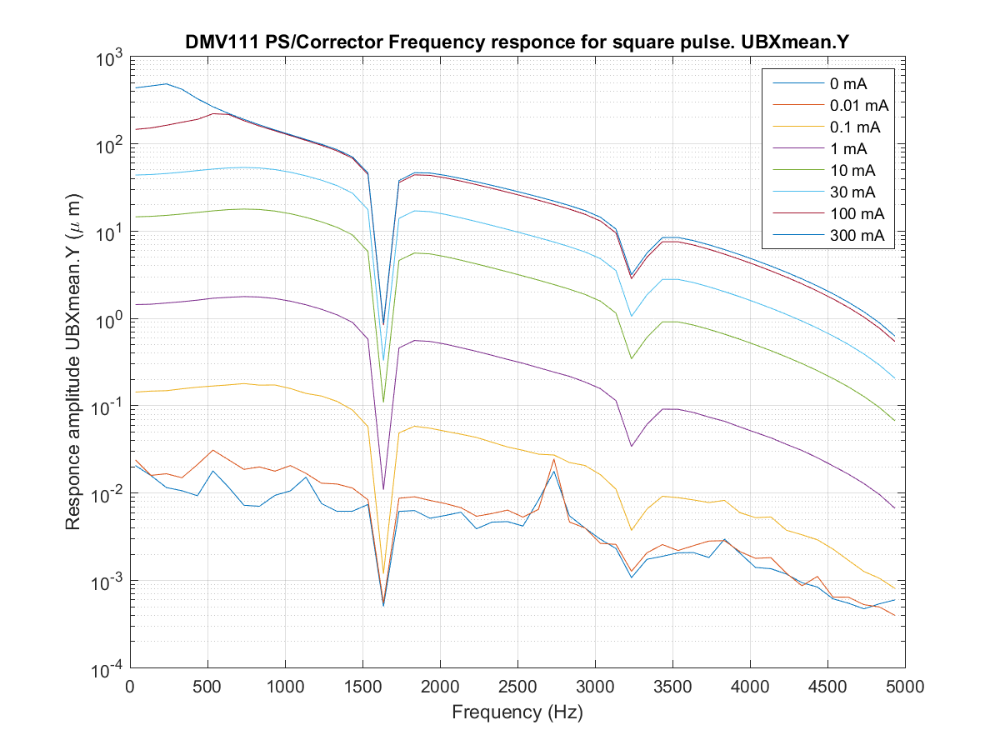 DMV111 PS/Corrector Frequency responce for square pulse. UBXmean.Y
Responce amplitude UBXmean.Y (μ m)
10^3
10^2
10^1
10^0
10^-1
10^-2
10^-3
10^-4
0 mA
0.01 mA
0.1 mA
1 mA
10 mA
30 mA
100 mA
300 mA
0 500 1000 1500 2000 2500 3000 3500 4000 4500 5000
Frequency (Hz)